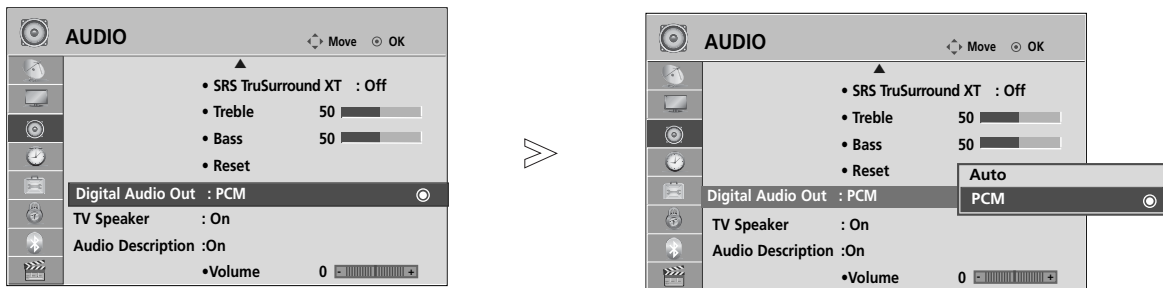 AUDIO
Move
OK
• SRS TruSurround XT : Off
• Treble 50
• Bass 50
• Reset
Digital Audio Out : PCM
TV Speaker : On
Audio Description :On
•Volume 0 - +
AUDIO
Move
OK
• SRS TruSurround XT : Off
• Treble 50
• Bass 50
• Reset
Digital Audio Out : PCM
Auto
PCM
TV Speaker : On
Audio Description :On
•Volume 0 - +